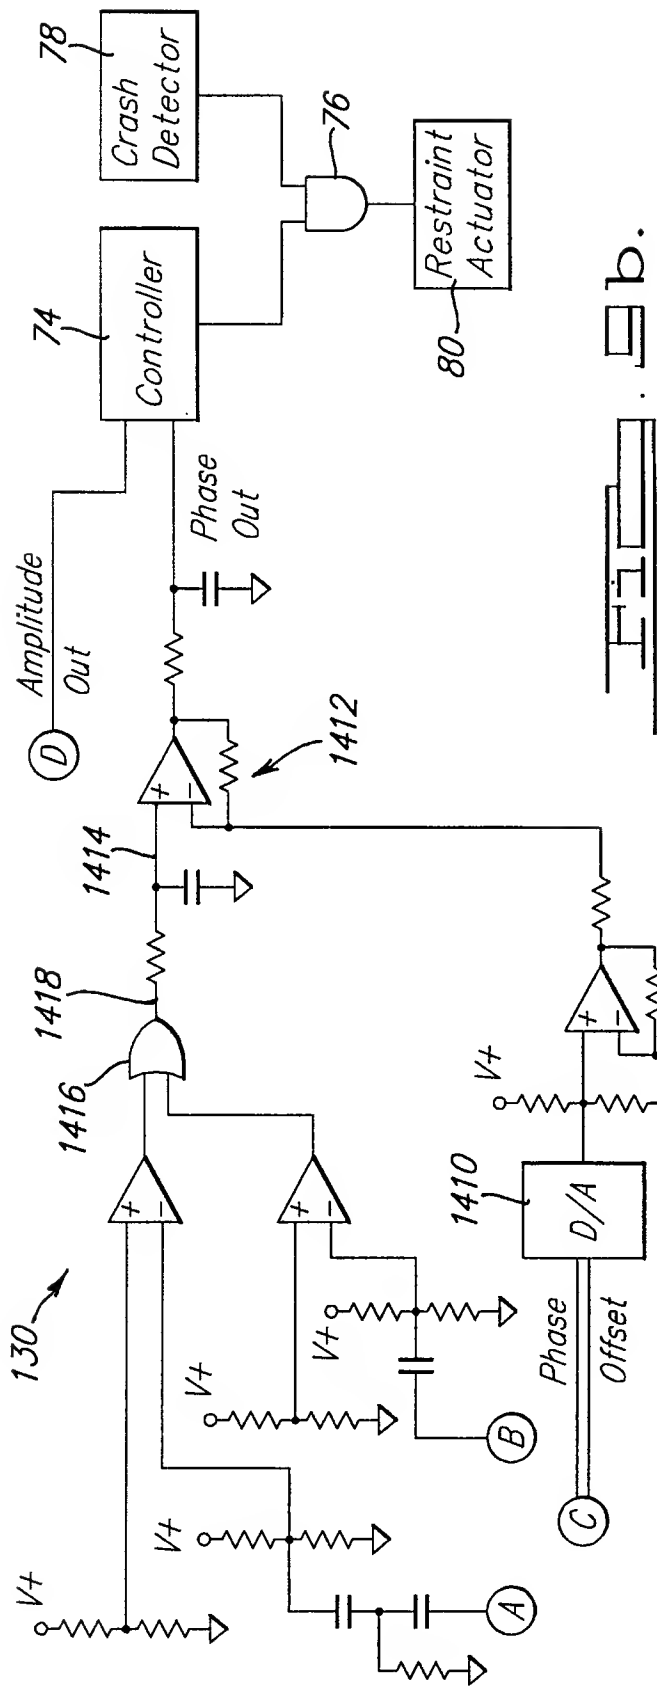 130
V+
V+
V+
V+
A
B
1416
1418
1414
1412
D
Amplitude
Out
Phase
Out
74
Controller
78
Crash
Detector
76
80
Restraint
Actuator
C
Phase
Offset
1410
D/A
V+
+
−
+
−
+
−
+
−
Fig. 9b.